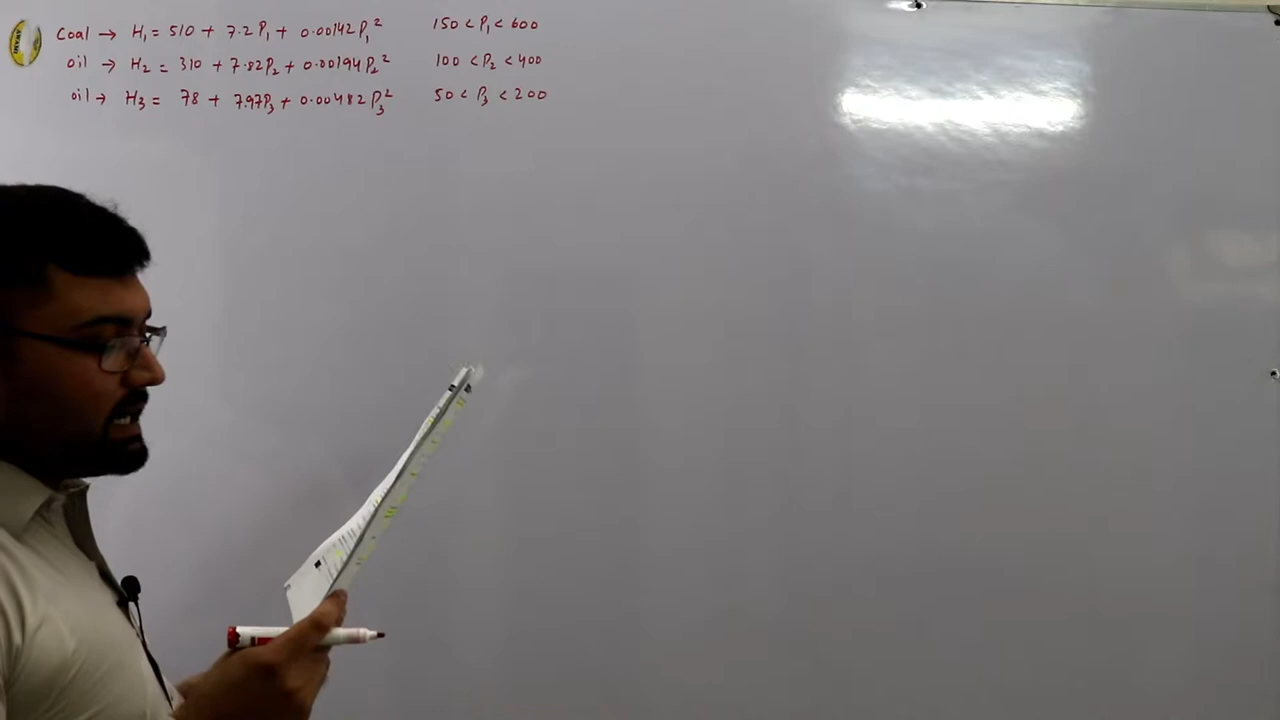 Coal → H₁ = 510 + 7.2P₁ + 0.00142P₁² 150 < P₁ < 600
oil → H₂ = 310 + 7.82P₂ + 0.00194P₂² 100 < P₂ < 400
oil → H₃ = 78 + 7.97P₃ + 0.00482P₃² 50 < P₃ < 200